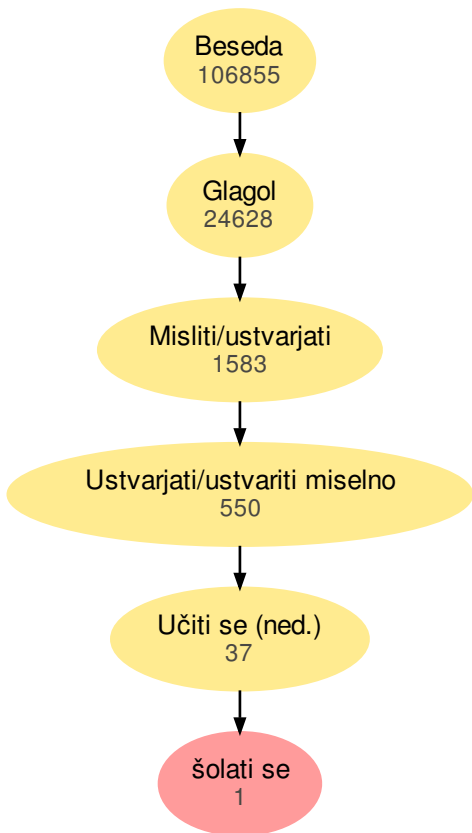 Beseda
106855
Glagol
24628
Misliti/ustvarjati
1583
Ustvarjati/ustvariti miselno
550
Učiti se (ned.)
37
šolati se
1